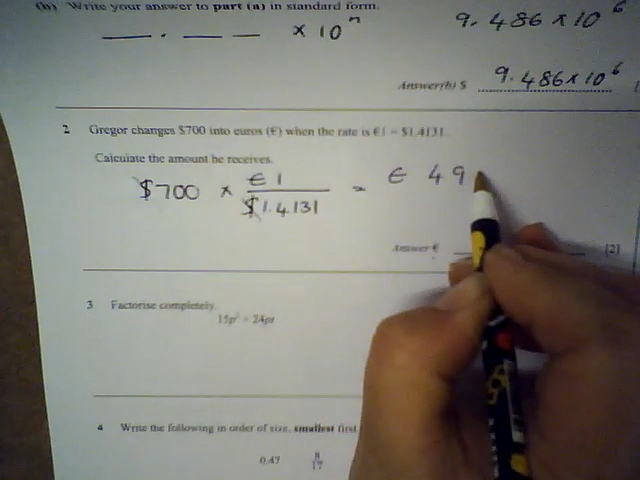 (b) Write your answer to part (a) in standard form.
___ . ___ ___ × 10ⁿ
9.486 × 10⁶
Answer(b) $ 9.486 × 10⁶
2 Gregor changes $700 into euros (€) when the rate is €1 = $1.4131.
Calculate the amount he receives.
$700 × €1 / $1.4131 = € 49
Answer € [2]
3 Factorise completely.
4 Write the following in order of size, smallest first.
0.47 8/17